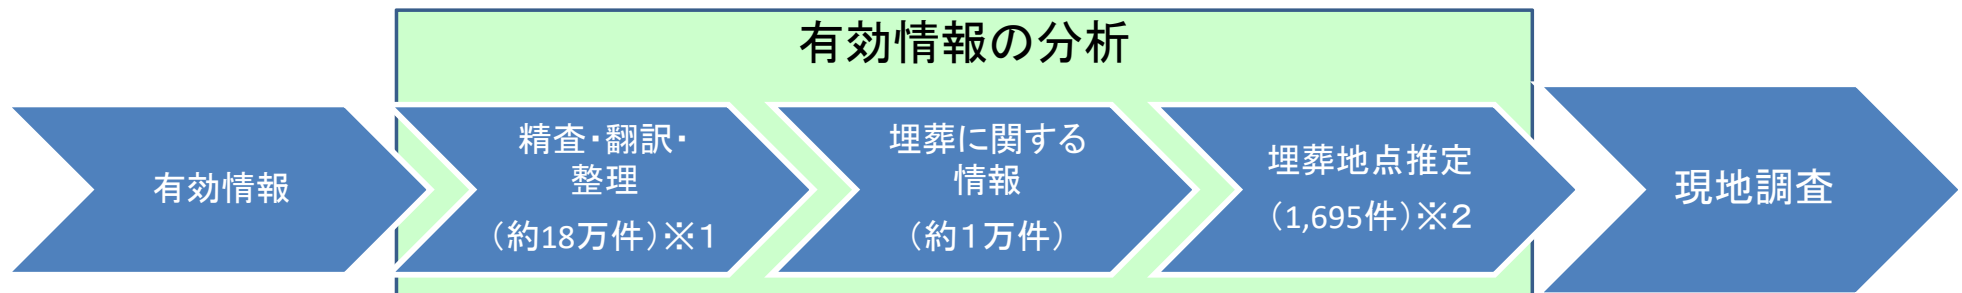 有効情報の分析
有効情報
精査・翻訳・
整理
（約18万件）※１
埋葬に関する
情報
（約１万件）
埋葬地点推定
（1,695件）※２
現地調査